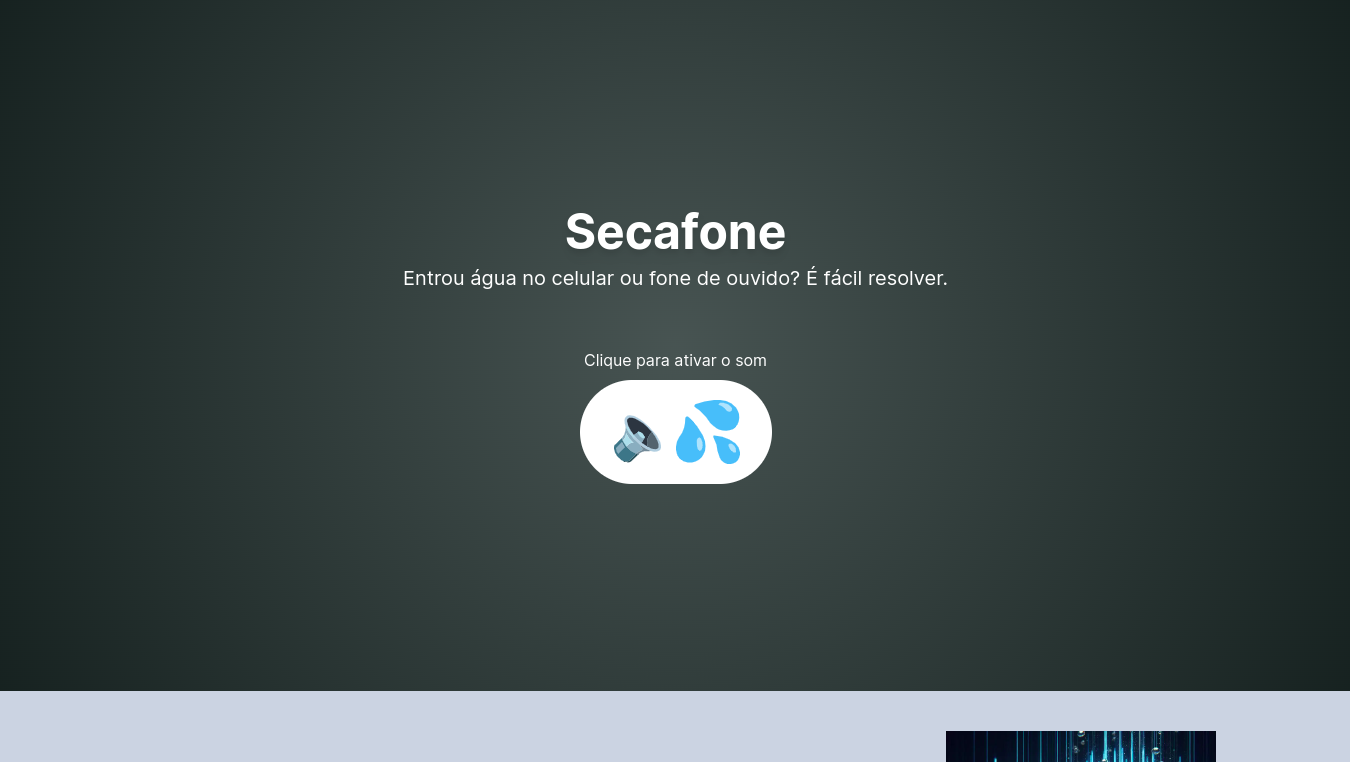 Secafone
Entrou água no celular ou fone de ouvido? É fácil resolver.
Clique para ativar o som